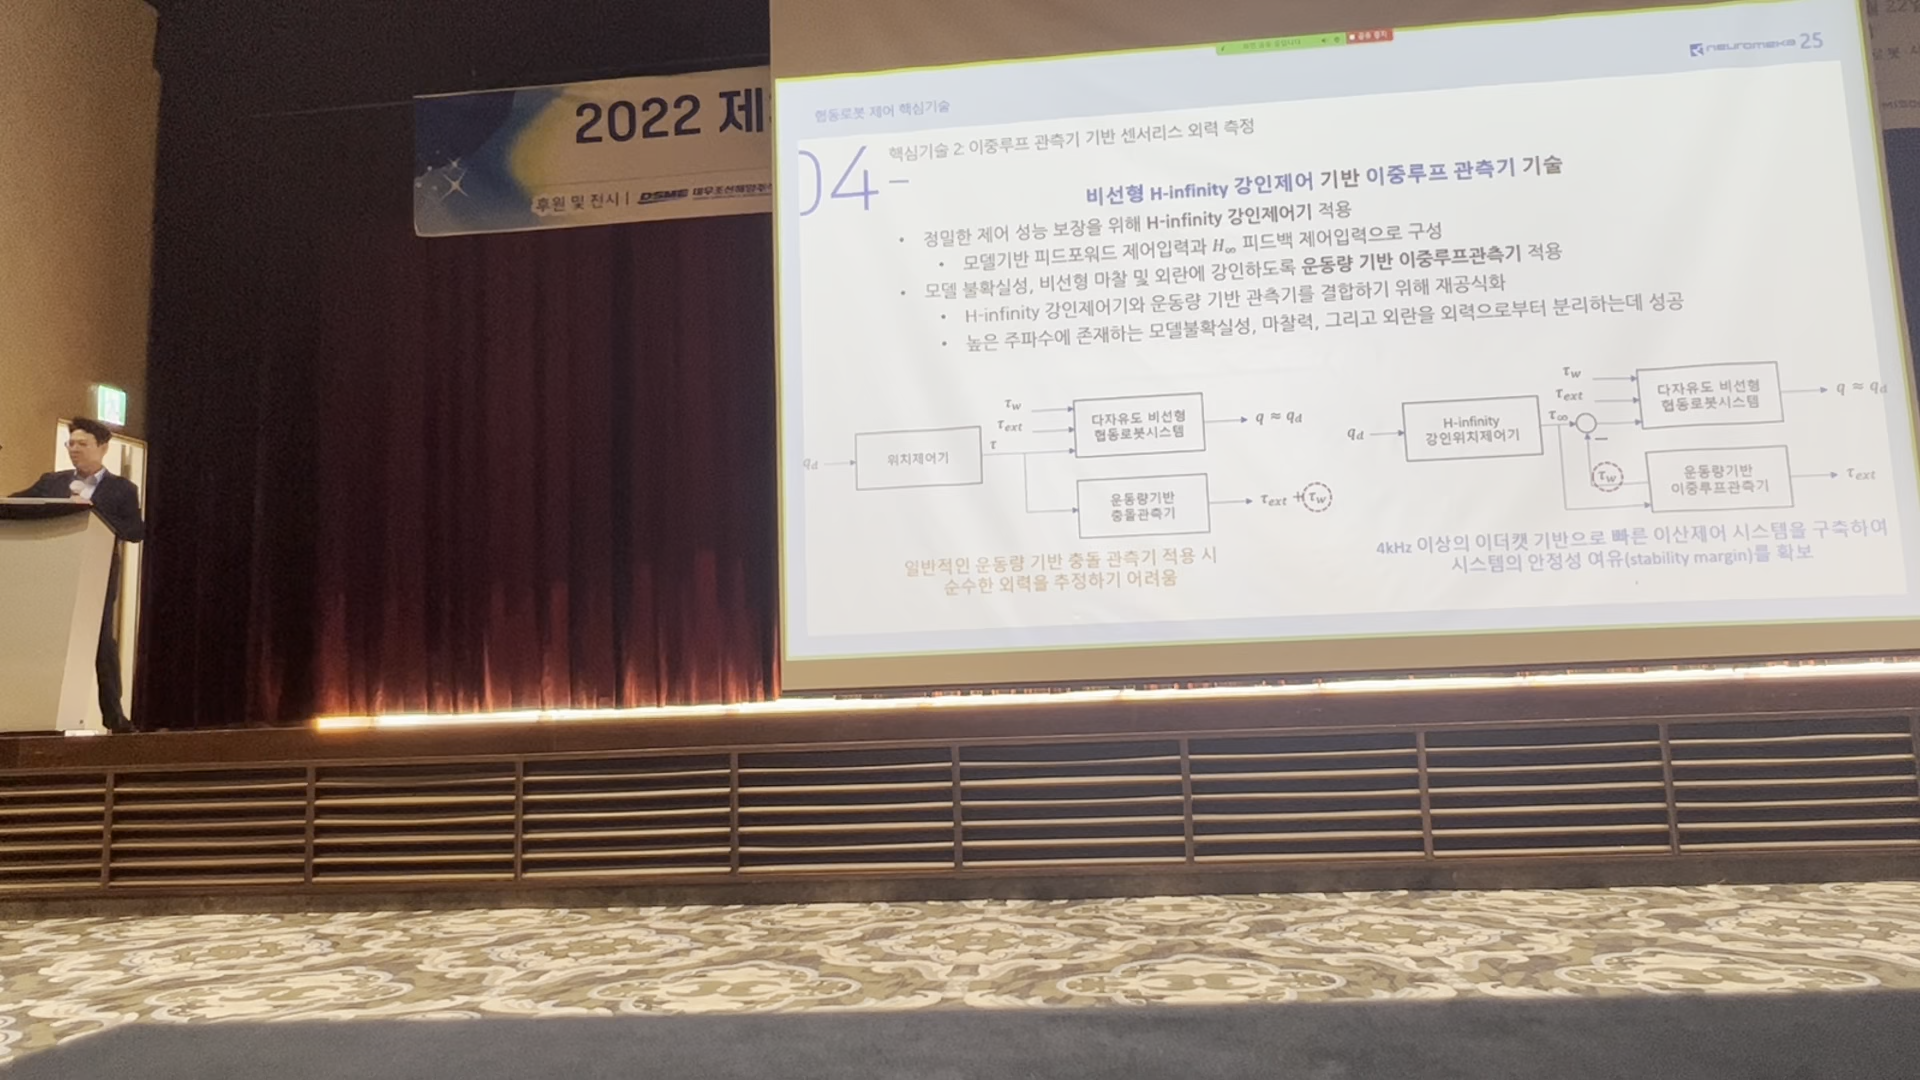 2022 제
후원 및 전시 | DSME 대우조선해양주식
neuromeka 25
협동로봇 제어 핵심기술
04
핵심기술 2: 이중루프 관측기 기반 센서리스 외력 측정
비선형 H-infinity 강인제어 기반 이중루프 관측기 기술
• 정밀한 제어 성능 보장을 위해 H-infinity 강인제어기 적용
• 모델기반 피드포워드 제어입력과 H∞ 피드백 제어입력으로 구성
• 모델 불확실성, 비선형 마찰 및 외란에 강인하도록 운동량 기반 이중루프관측기 적용
• H-infinity 강인제어기와 운동량 기반 관측기를 결합하기 위해 재공식화
• 높은 주파수에 존재하는 모델불확실성, 마찰력, 그리고 외란을 외력으로부터 분리하는데 성공
qd
위치제어기
τw
τext
τ
다자유도 비선형
협동로봇시스템
q ≈ qd
운동량기반
충돌관측기
τext + τw
일반적인 운동량 기반 충돌 관측기 적용 시
순수한 외력을 추정하기 어려움
qd
H-infinity
강인위치제어기
τw
τext
τ∞
−
다자유도 비선형
협동로봇시스템
q ≈ qd
τw
운동량기반
이중루프관측기
τext
4kHz 이상의 이더캣 기반으로 빠른 이산제어 시스템을 구축하여
시스템의 안정성 여유(stability margin)를 확보